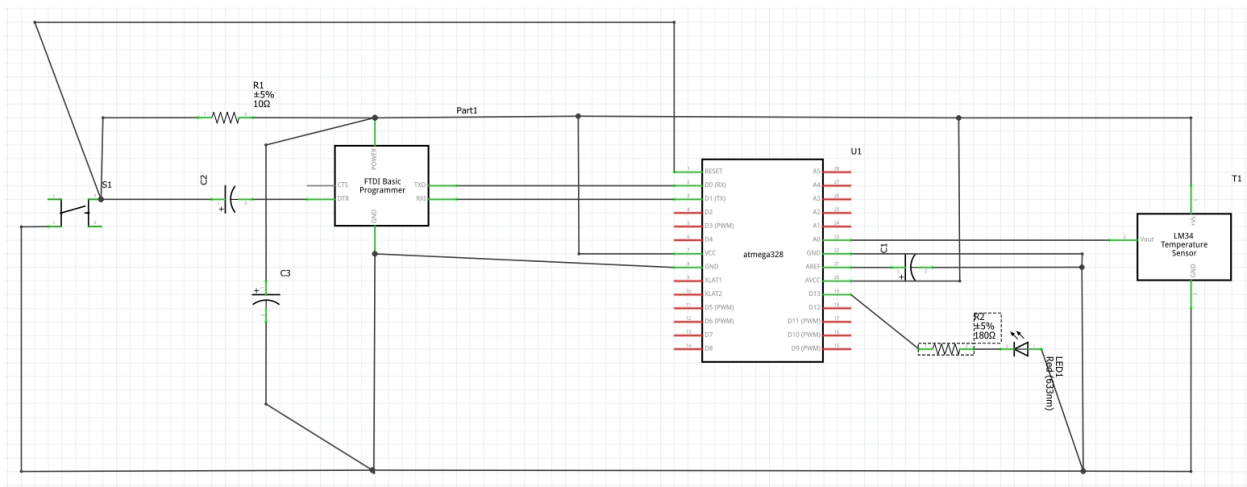 R1
±5%
10Ω
Part1
U1
S1
C2
POWER
CTS
DTR
FTDI Basic
Programmer
TXO
RXI
GND
C3
RESET
D0 (RX)
D1 (TX)
D2
D3 (PWM)
D4
VCC
GND
XLAT1
XLAT2
D5 (PWM)
D6 (PWM)
D7
D8
atmega328
A5
A4
A3
A2
A1
A0
GND
AREF
AVCC
D13
D12
D11 (PWM)
D10 (PWM)
D9 (PWM)
C1
R2
±5%
180Ω
LED1
Red (633nm)
T1
+Vs
Vout
LM34
Temperature
Sensor
GND